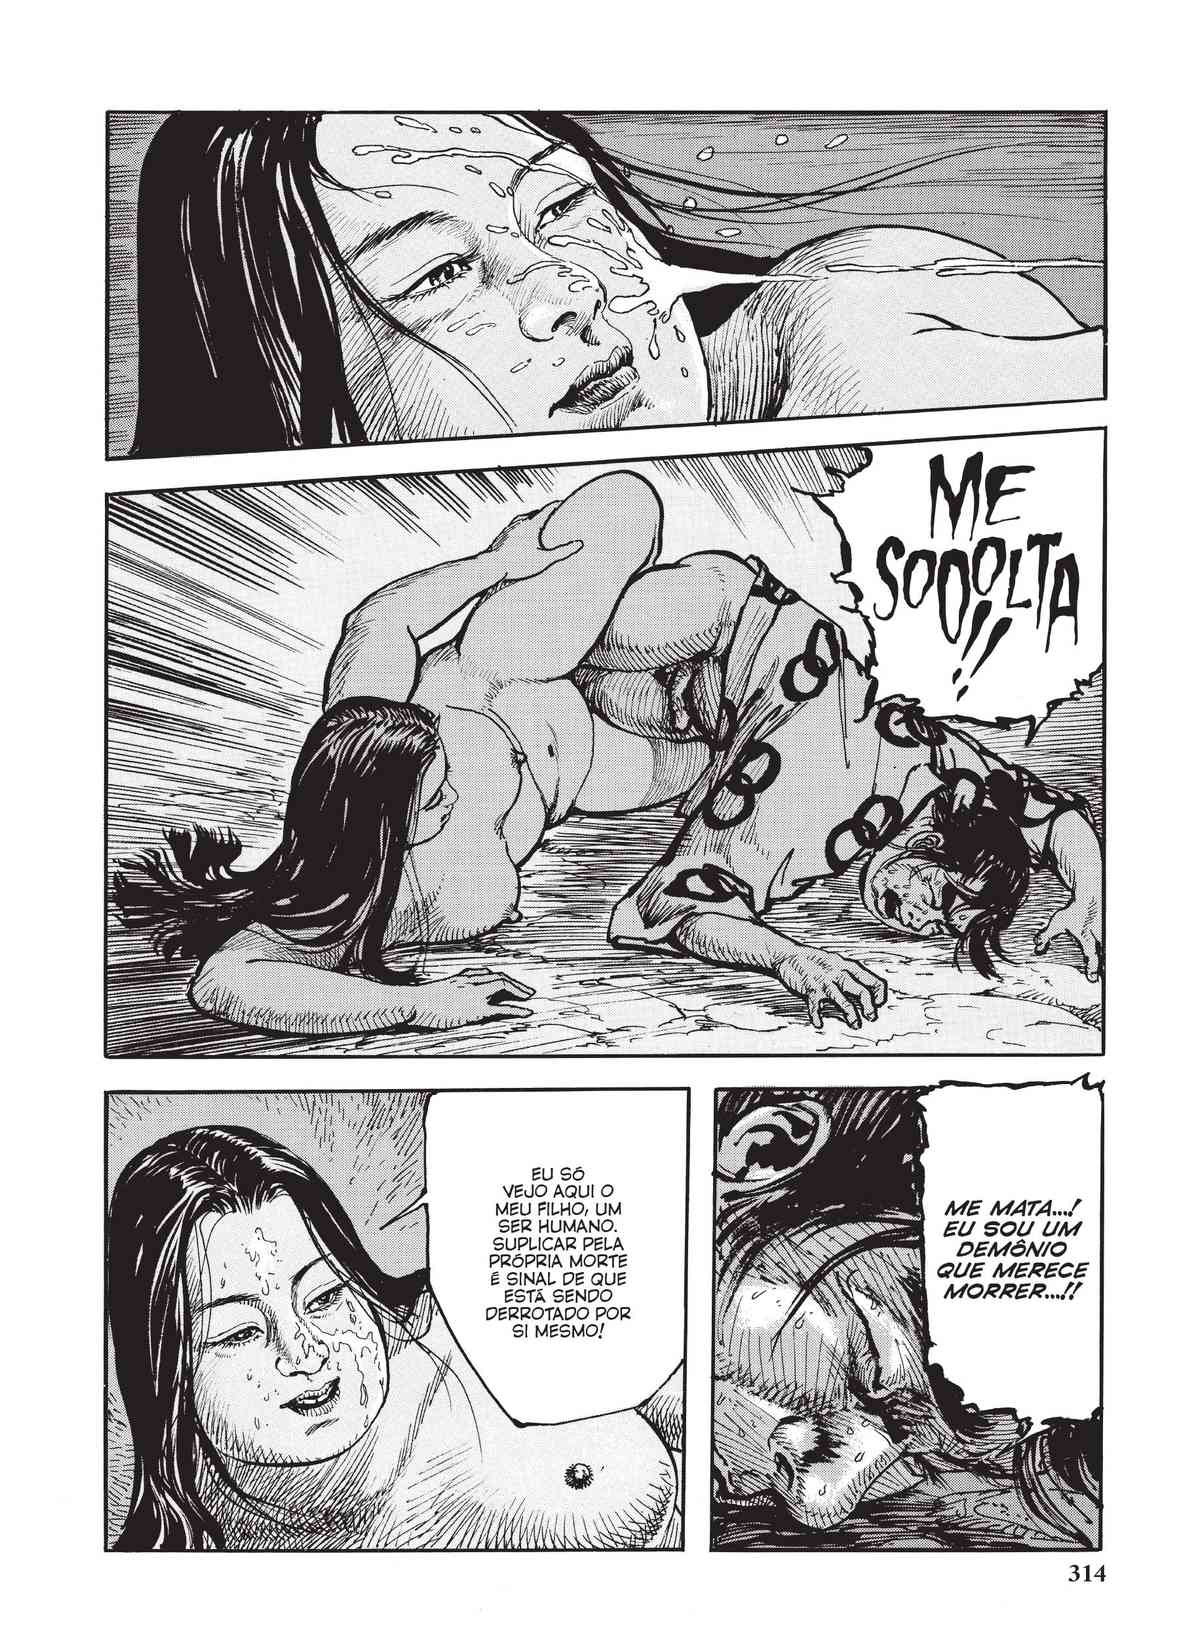 ME
SOOOLTA
!!
ME MATA...!
EU SOU UM
DEMÔNIO
QUE MERECE
MORRER...!!
EU SÓ
VEJO AQUI O
MEU FILHO, UM
SER HUMANO.
SUPLICAR PELA
PRÓPRIA MORTE
É SINAL DE QUE
ESTÁ SENDO
DERROTADO POR
SI MESMO!
314